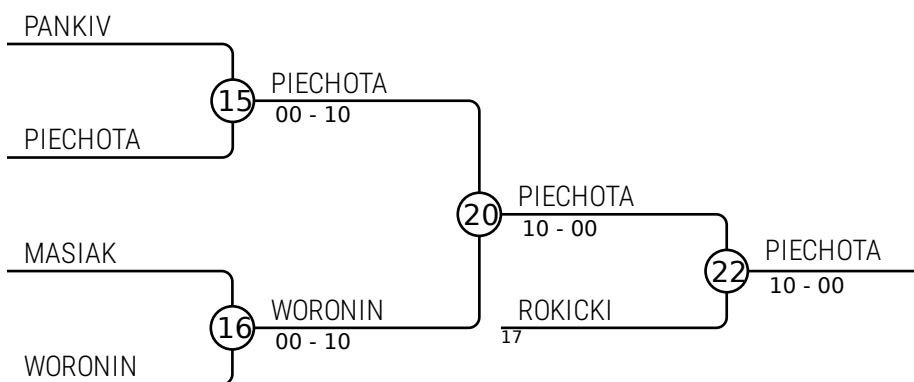 PANKIV
15
PIECHOTA
00 - 10
PIECHOTA
20
PIECHOTA
10 - 00
MASIAK
16
WORONIN
00 - 10
WORONIN
22
PIECHOTA
10 - 00
ROKICKI
17